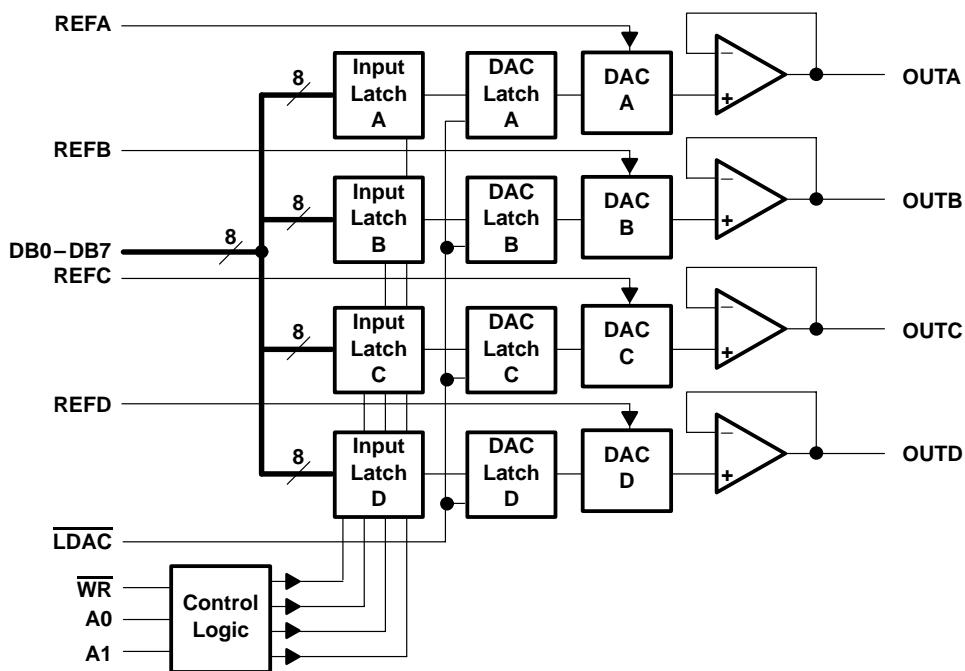 REFA
8
Input
Latch
A
DAC
Latch
A
DAC
A
−
+
OUTA
REFB
8
Input
Latch
B
DAC
Latch
B
DAC
B
−
+
OUTB
DB0−DB7
8
REFC
8
Input
Latch
C
DAC
Latch
C
DAC
C
−
+
OUTC
REFD
8
Input
Latch
D
DAC
Latch
D
DAC
D
−
+
OUTD
L̅D̅A̅C̅
W̅R̅
A0
A1
Control
Logic